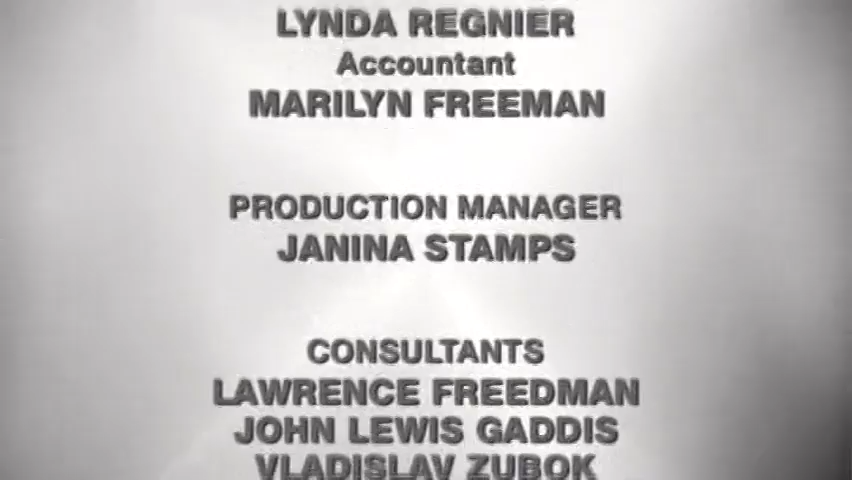 LYNDA REGNIER
Accountant
MARILYN FREEMAN
PRODUCTION MANAGER
JANINA STAMPS
CONSULTANTS
LAWRENCE FREEDMAN
JOHN LEWIS GADDIS
VLADISLAV ZUBOK